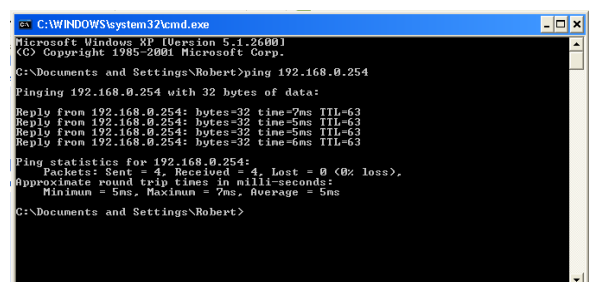 C:\WINDOWS\system32\cmd.exe
Microsoft Windows XP [Version 5.1.2600]
(C) Copyright 1985-2001 Microsoft Corp.
C:\Documents and Settings\Robert>ping 192.168.0.254
Pinging 192.168.0.254 with 32 bytes of data:
Reply from 192.168.0.254: bytes=32 time=7ms TTL=63
Reply from 192.168.0.254: bytes=32 time=5ms TTL=63
Reply from 192.168.0.254: bytes=32 time=5ms TTL=63
Reply from 192.168.0.254: bytes=32 time=6ms TTL=63
Ping statistics for 192.168.0.254:
Packets: Sent = 4, Received = 4, Lost = 0 (0% loss),
Approximate round trip times in milli-seconds:
Minimum = 5ms, Maximum = 7ms, Average = 5ms
C:\Documents and Settings\Robert>